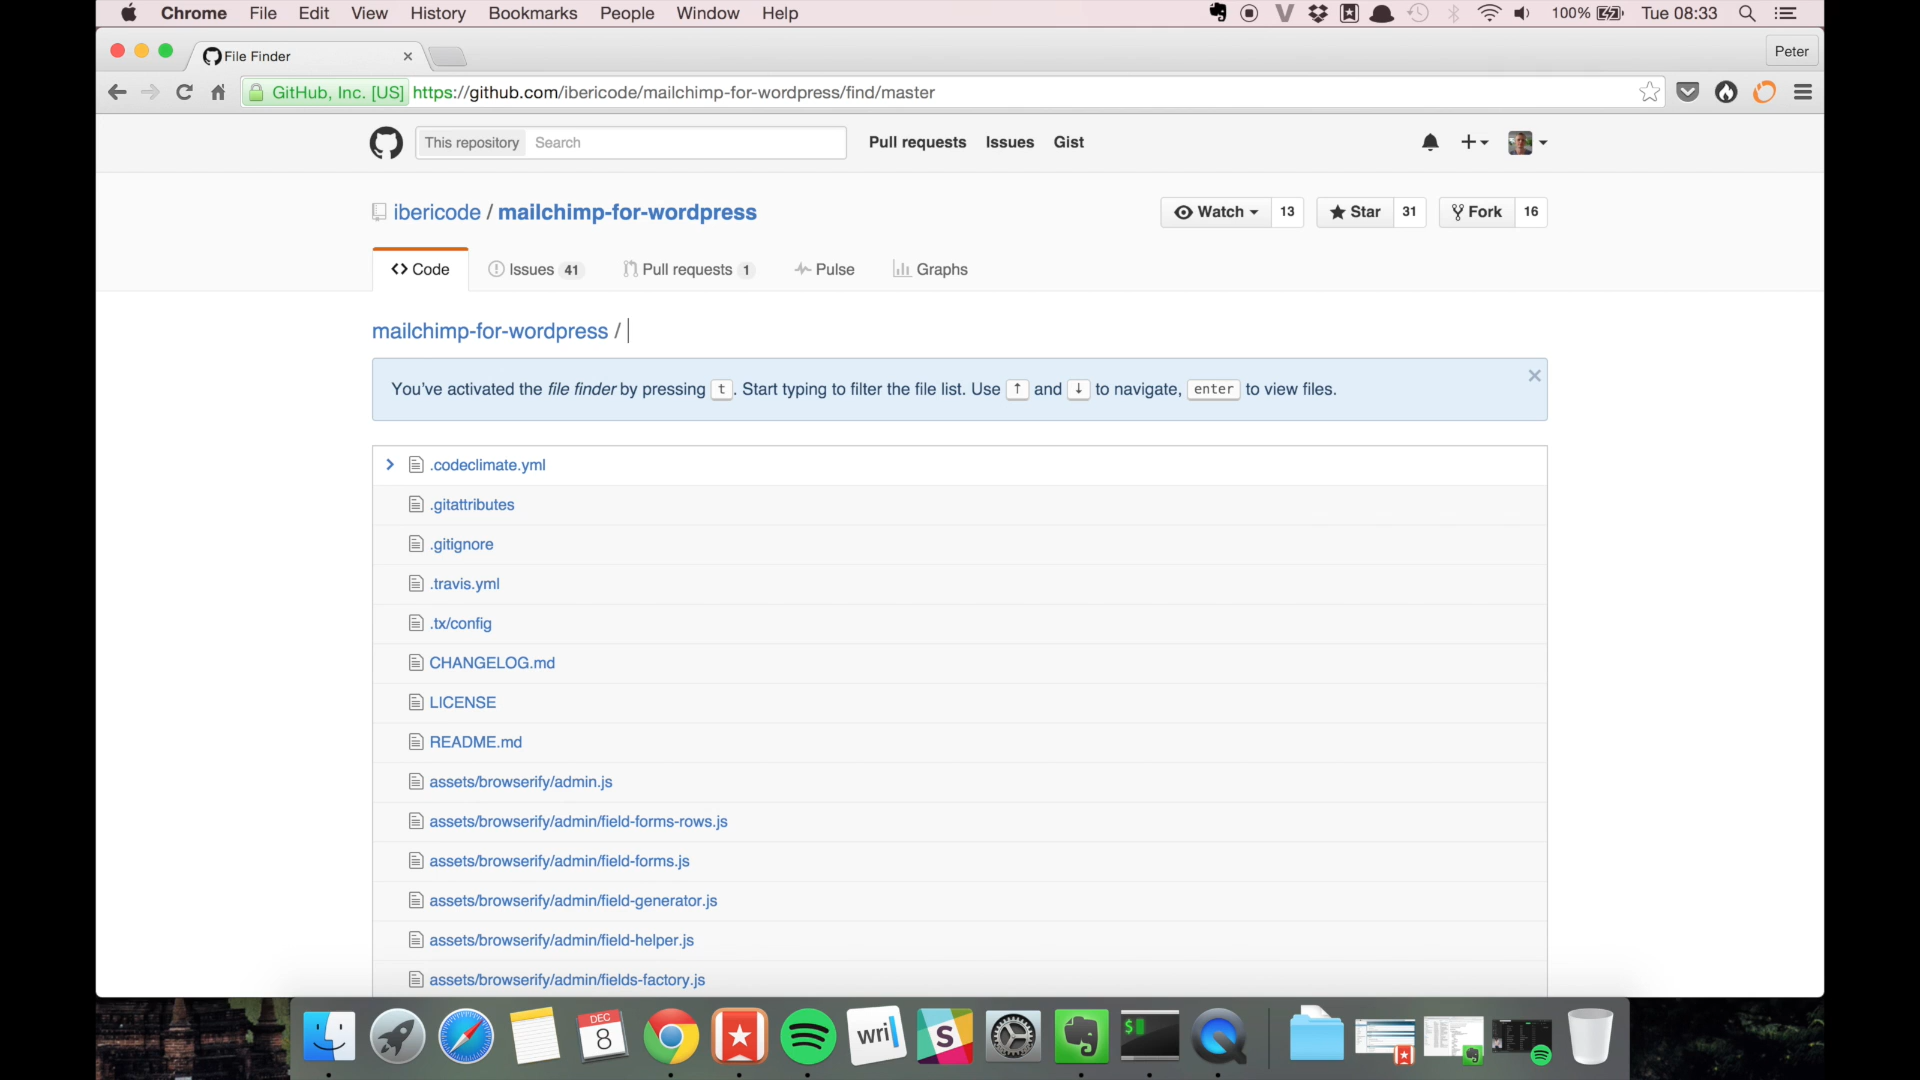 Chrome File Edit View History Bookmarks People Window Help 100% Tue 08:33
File Finder Peter
GitHub, Inc. [US] https://github.com/ibericode/mailchimp-for-wordpress/find/master
This repository Search Pull requests Issues Gist
ibericode / mailchimp-for-wordpress Watch 13 Star 31 Fork 16
Code Issues 41 Pull requests 1 Pulse Graphs
mailchimp-for-wordpress /
You've activated the file finder by pressing t. Start typing to filter the file list. Use ↑ and ↓ to navigate, enter to view files.
.codeclimate.yml
.gitattributes
.gitignore
.travis.yml
.tx/config
CHANGELOG.md
LICENSE
README.md
assets/browserify/admin.js
assets/browserify/admin/field-forms-rows.js
assets/browserify/admin/field-forms.js
assets/browserify/admin/field-generator.js
assets/browserify/admin/field-helper.js
assets/browserify/admin/fields-factory.js
DEC
8
wri
S
$